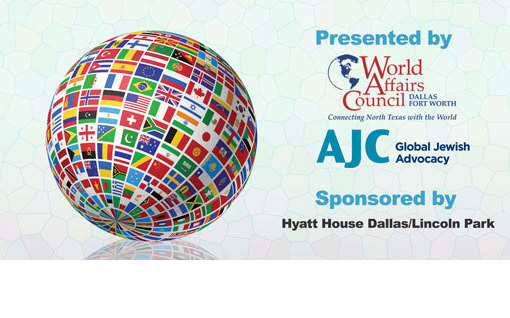 Presented by
World
Affairs
Council DALLAS
FORT WORTH
Connecting North Texas with the World
AJC Global Jewish
Advocacy
Sponsored by
Hyatt House Dallas/Lincoln Park